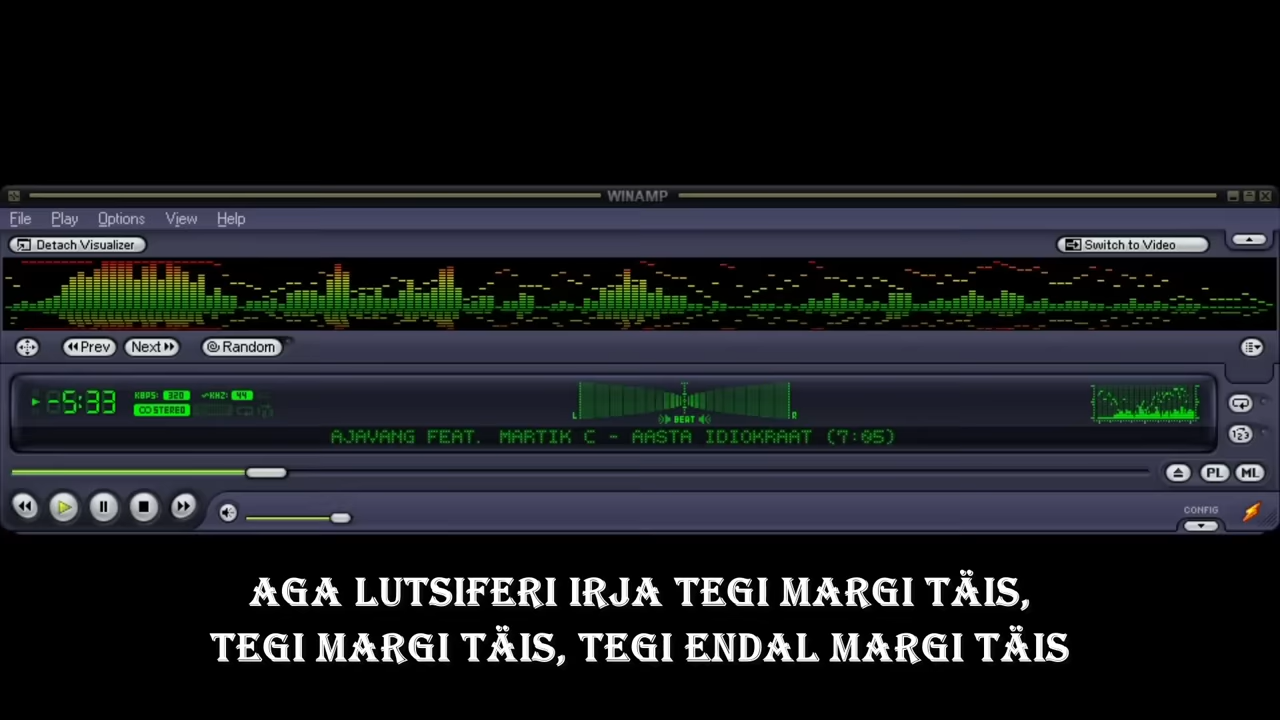 WINAMP
File Play Options View Help
Detach Visualizer
Switch to Video
Prev Next Random
-5:33 KBPS: 320 KHZ: 44
STEREO
L R
BEAT
AJAVANG FEAT. MARTIK C - AASTA IDIOKRAAT (7:05)
PL ML
CONFIG
AGA LUTSIFERI IRJA TEGI MARGI TÄIS,
TEGI MARGI TÄIS, TEGI ENDAL MARGI TÄIS